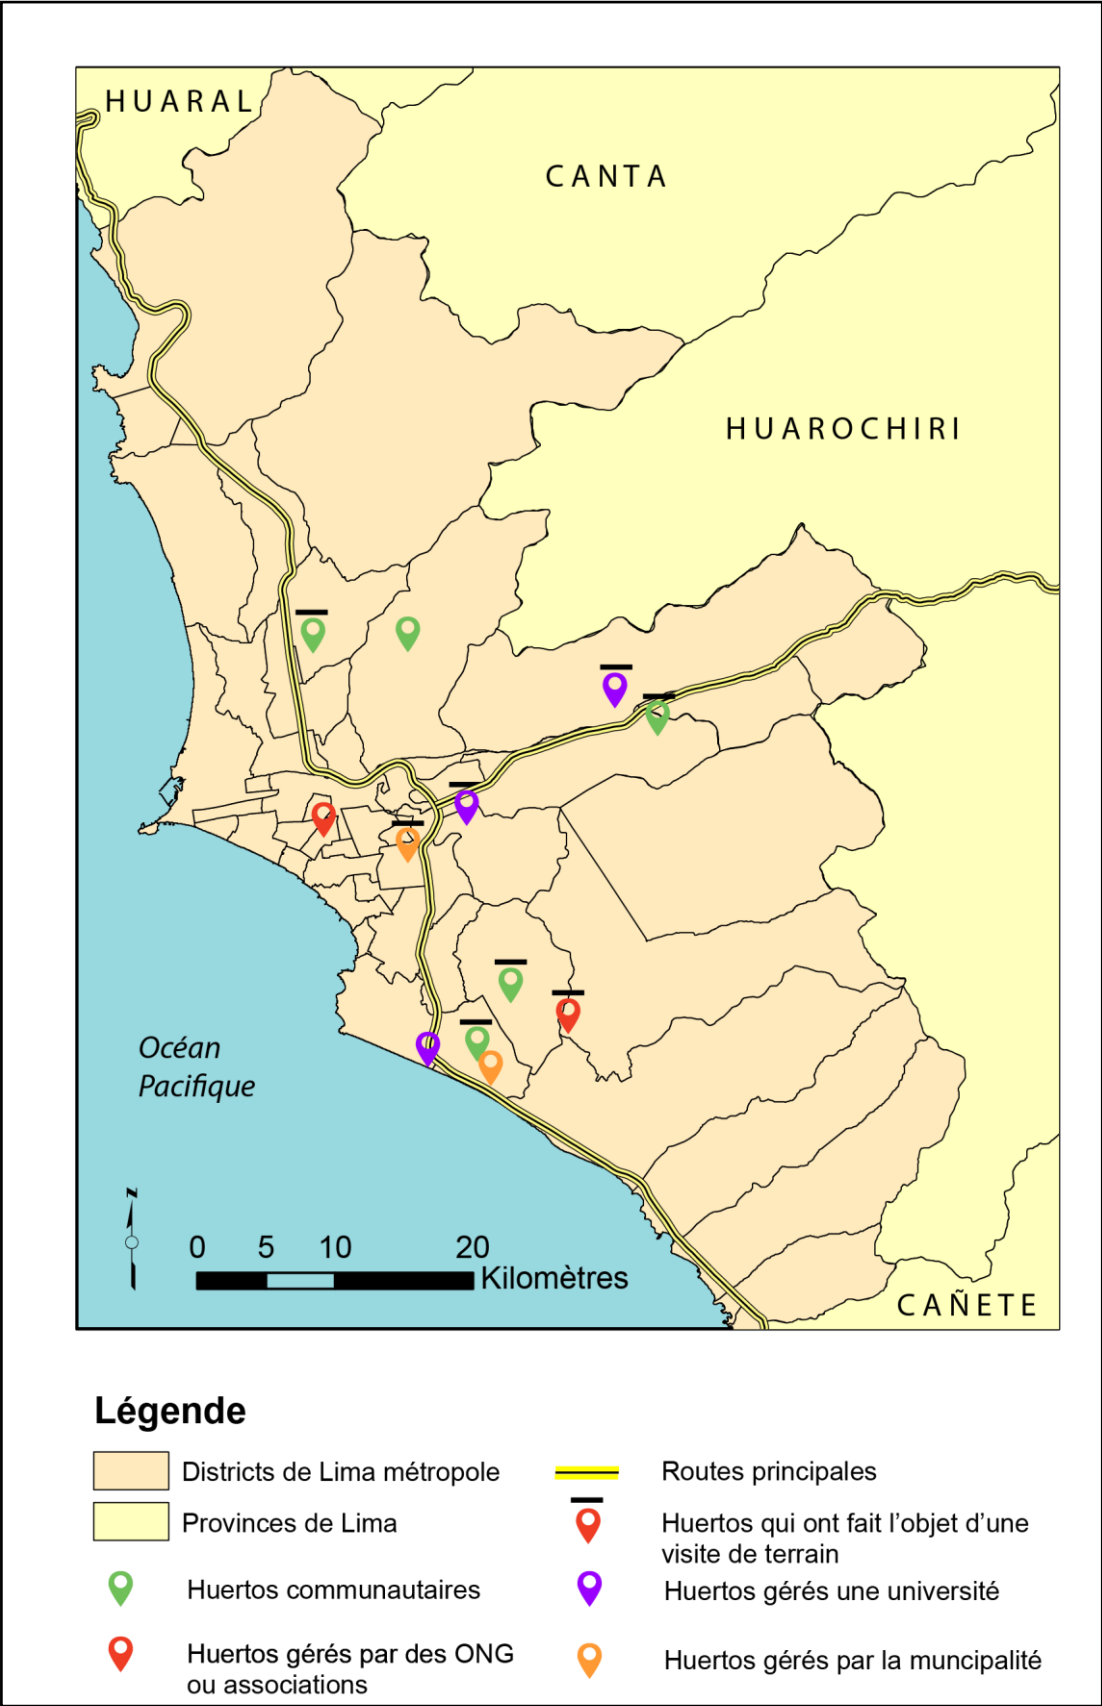 HUARAL
CANTA
HUAROCHIRI
Océan
Pacifique
N
0 5 10 20
Kilomètres
CAÑETE
Légende
Districts de Lima métropole
Routes principales
Provinces de Lima
Huertos qui ont fait l’objet d’une
visite de terrain
Huertos communautaires
Huertos gérés une université
Huertos gérés par des ONG
ou associations
Huertos gérés par la muncipalité